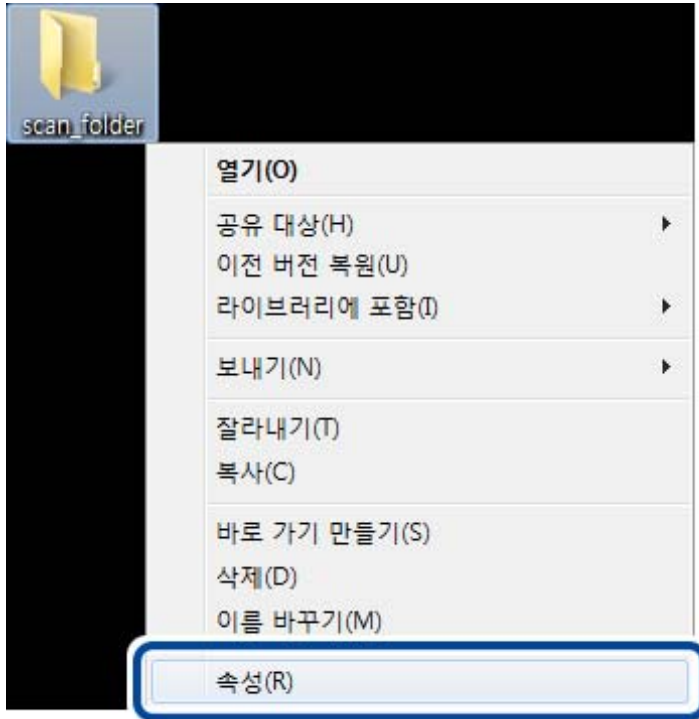 scan_folder
열기(O)
공유 대상(H)
이전 버전 복원(U)
라이브러리에 포함(I)
보내기(N)
잘라내기(T)
복사(C)
바로 가기 만들기(S)
삭제(D)
이름 바꾸기(M)
속성(R)